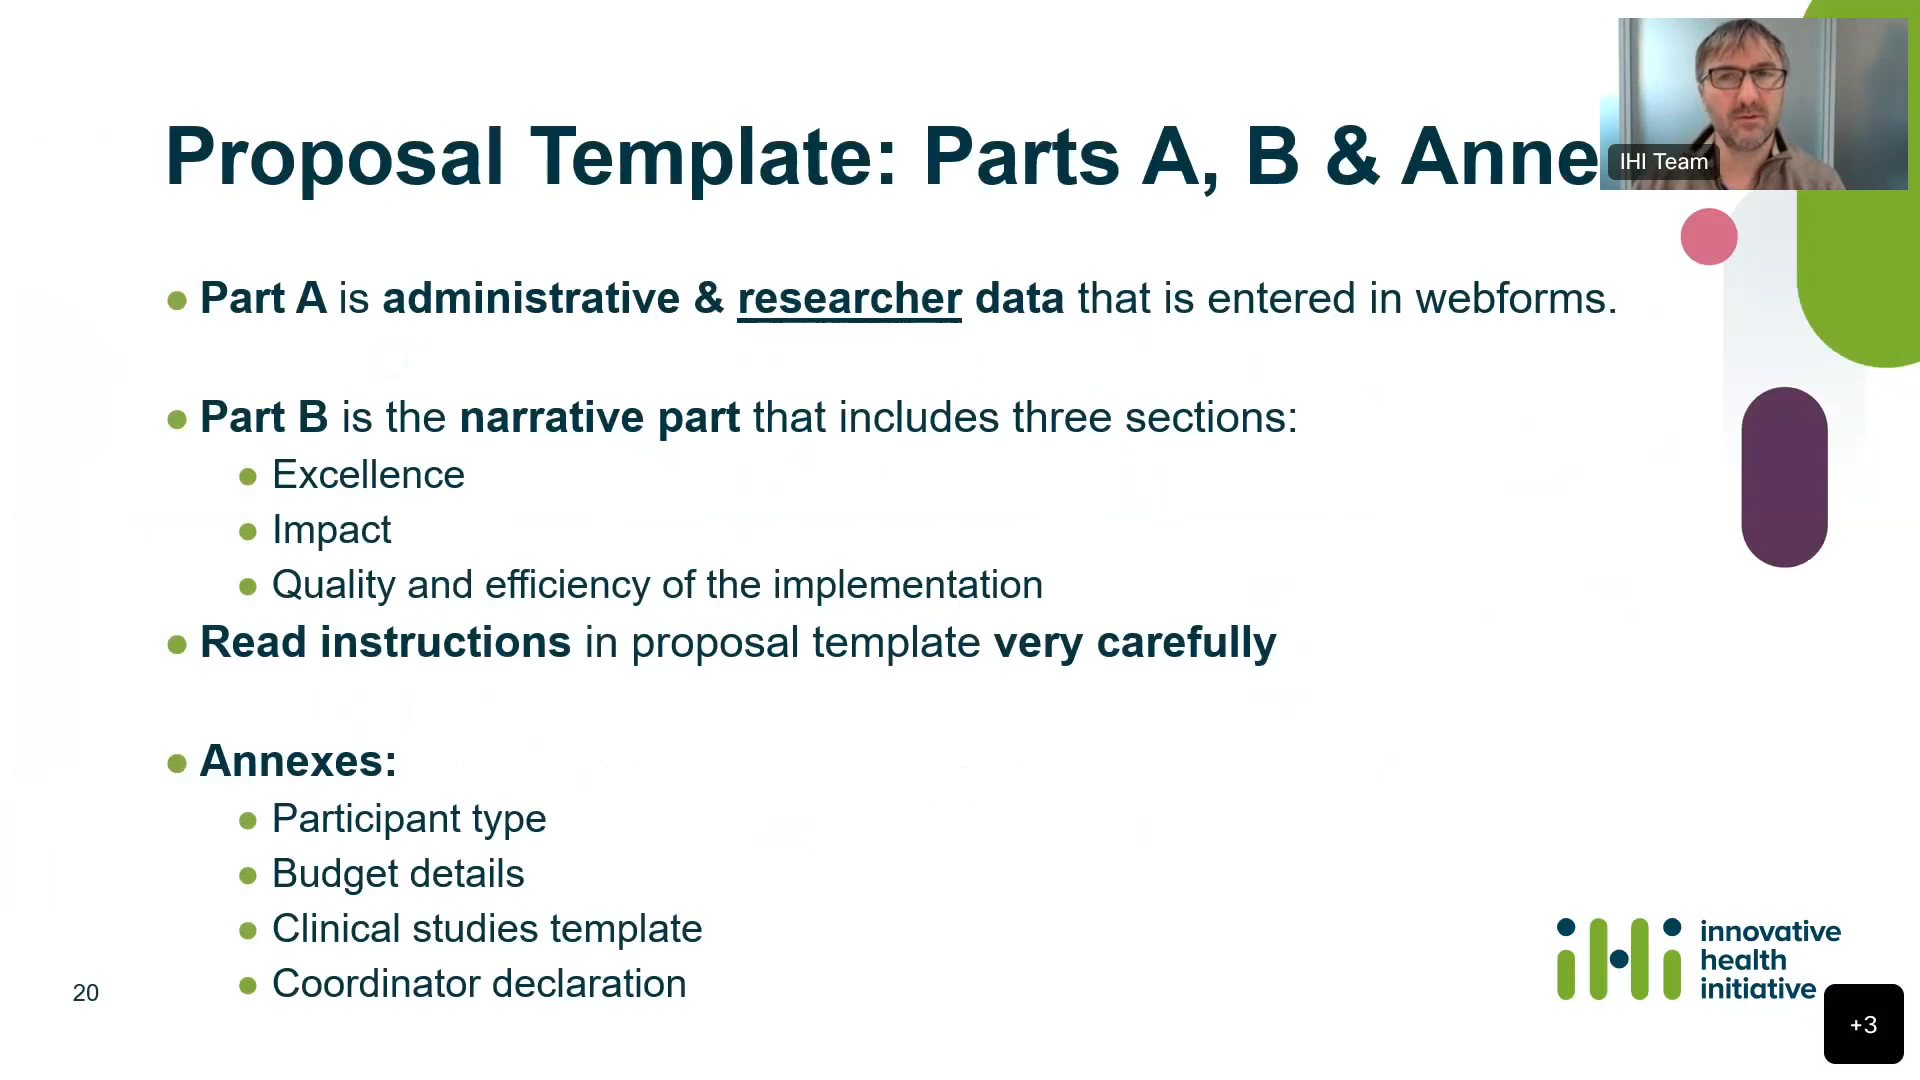 Proposal Template: Parts A, B & Anne
IHI Team
Part A is administrative & researcher data that is entered in webforms.
Part B is the narrative part that includes three sections:
Excellence
Impact
Quality and efficiency of the implementation
Read instructions in proposal template very carefully
Annexes:
Participant type
Budget details
Clinical studies template
Coordinator declaration
20
iHi
innovative
health
initiative
+3